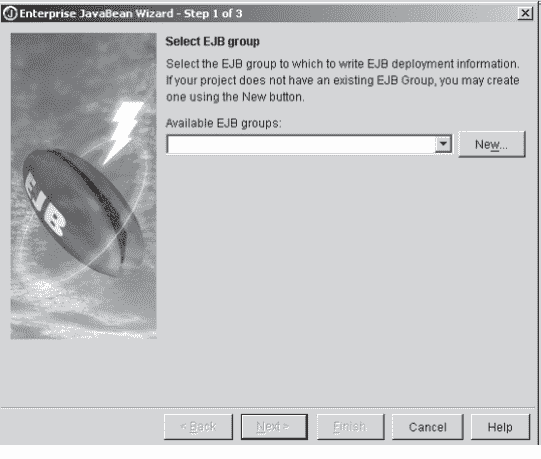 Enterprise JavaBean Wizard - Step 1 of 3
Select EJB group
Select the EJB group to which to write EJB deployment information.
If your project does not have an existing EJB Group, you may create
one using the New button.
Available EJB groups:
New...
EJB
< Back
Next >
Finish
Cancel
Help